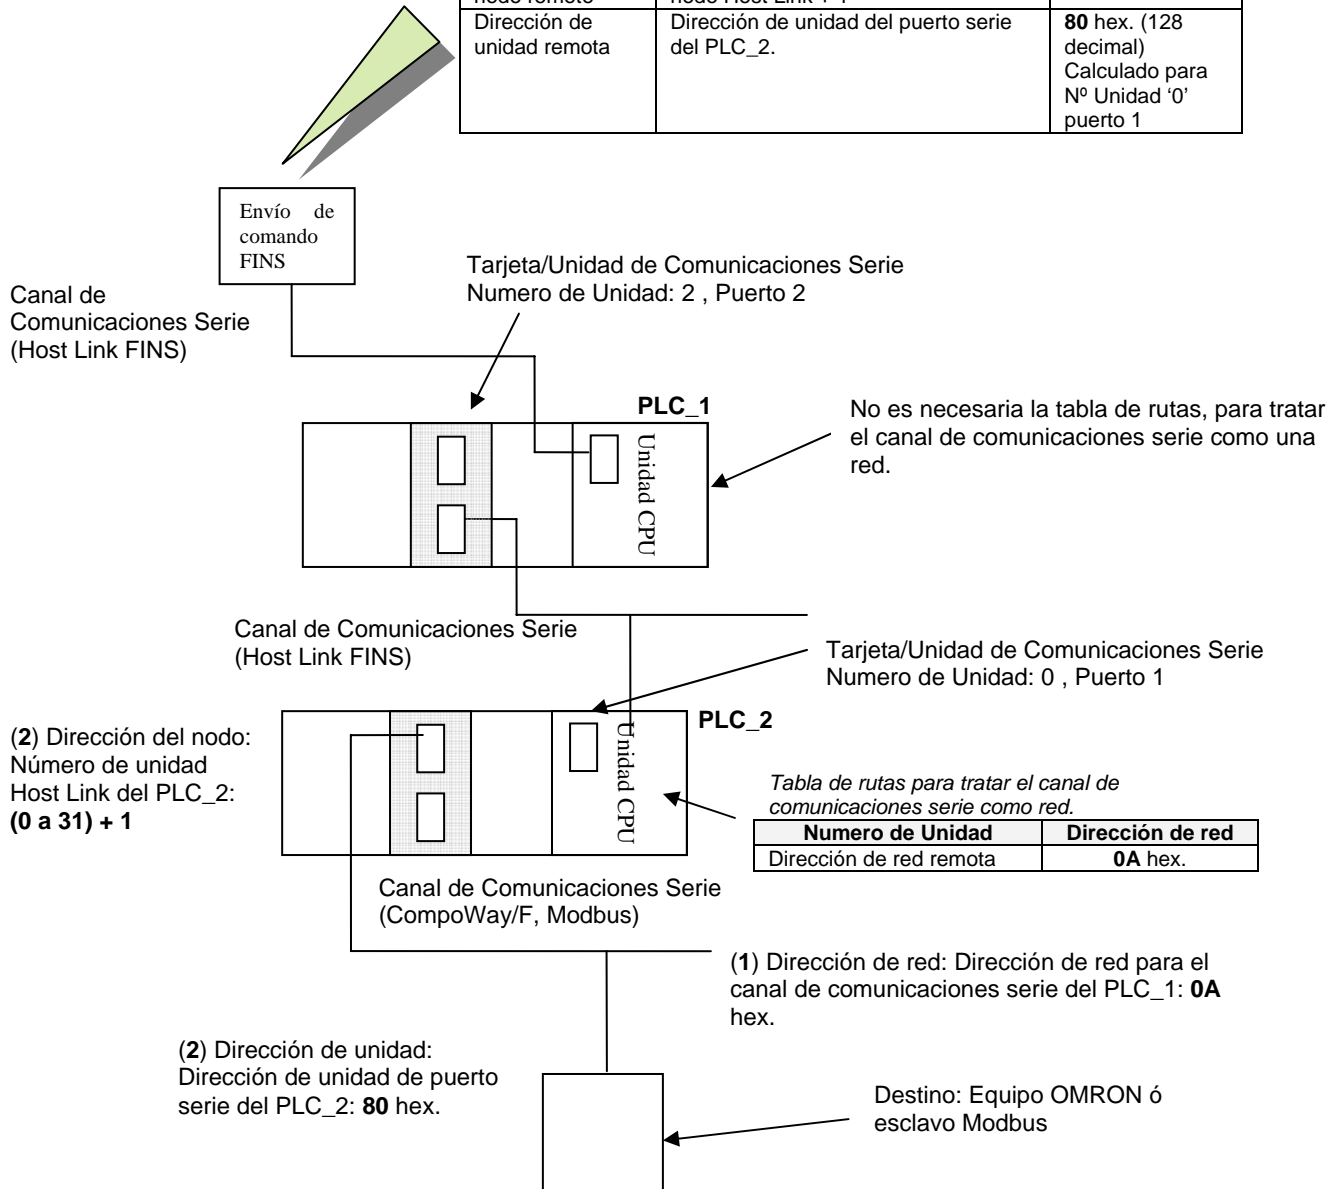 Dirección de
unidad remota
Dirección de unidad del puerto serie
del PLC_2.
80 hex. (128
decimal)
Calculado para
Nº Unidad ‘0’
puerto 1
Envío de
comando
FINS
Canal de
Comunicaciones Serie
(Host Link FINS)
Tarjeta/Unidad de Comunicaciones Serie
Numero de Unidad: 2 , Puerto 2
PLC_1
Unidad CPU
No es necesaria la tabla de rutas, para tratar
el canal de comunicaciones serie como una
red.
Canal de Comunicaciones Serie
(Host Link FINS)
Tarjeta/Unidad de Comunicaciones Serie
Numero de Unidad: 0 , Puerto 1
(2) Dirección del nodo:
Número de unidad
Host Link del PLC_2:
(0 a 31) + 1
PLC_2
Unidad CPU
Tabla de rutas para tratar el canal de
comunicaciones serie como red.
Numero de Unidad Dirección de red
Dirección de red remota 0A hex.
Canal de Comunicaciones Serie
(CompoWay/F, Modbus)
(1) Dirección de red: Dirección de red para el
canal de comunicaciones serie del PLC_1: 0A
hex.
(2) Dirección de unidad:
Dirección de unidad de puerto
serie del PLC_2: 80 hex.
Destino: Equipo OMRON ó
esclavo Modbus